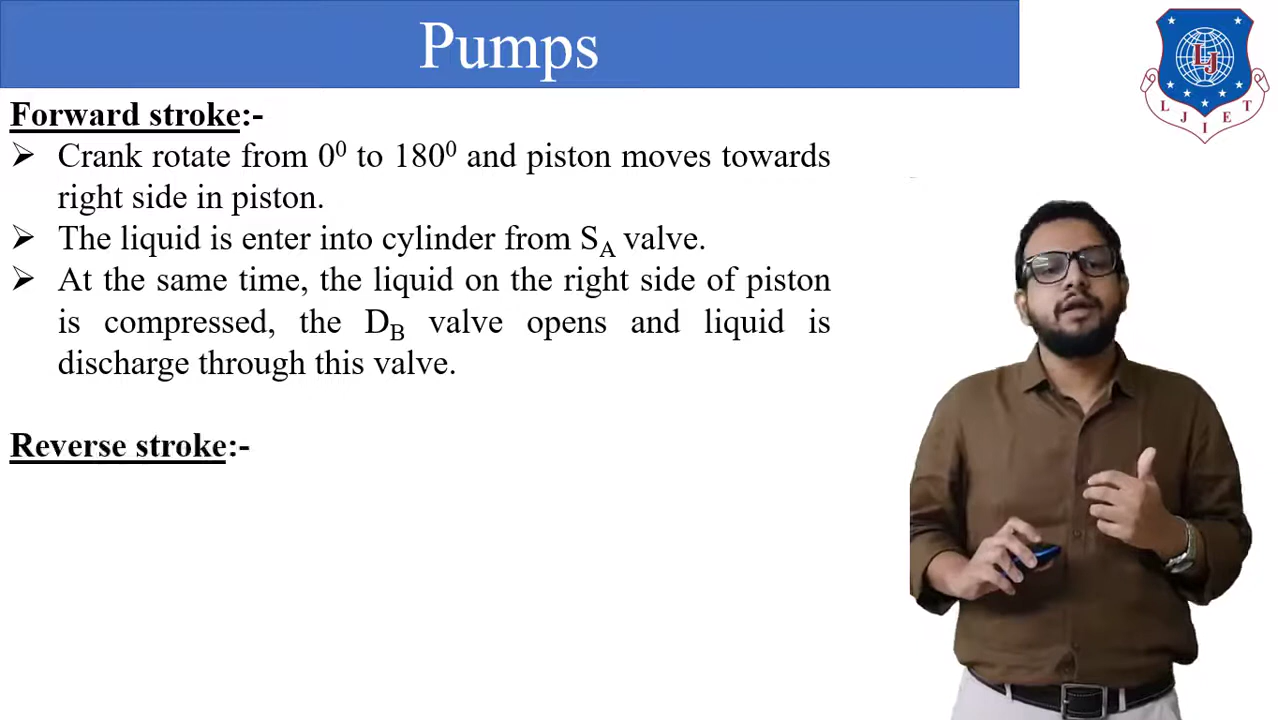 Pumps
Forward stroke:-
➢ Crank rotate from 0⁰ to 180⁰ and piston moves towards
right side in piston.
➢ The liquid is enter into cylinder from S_A valve.
➢ At the same time, the liquid on the right side of piston
is compressed, the D_B valve opens and liquid is
discharge through this valve.
Reverse stroke:-
LJ
L J I E T